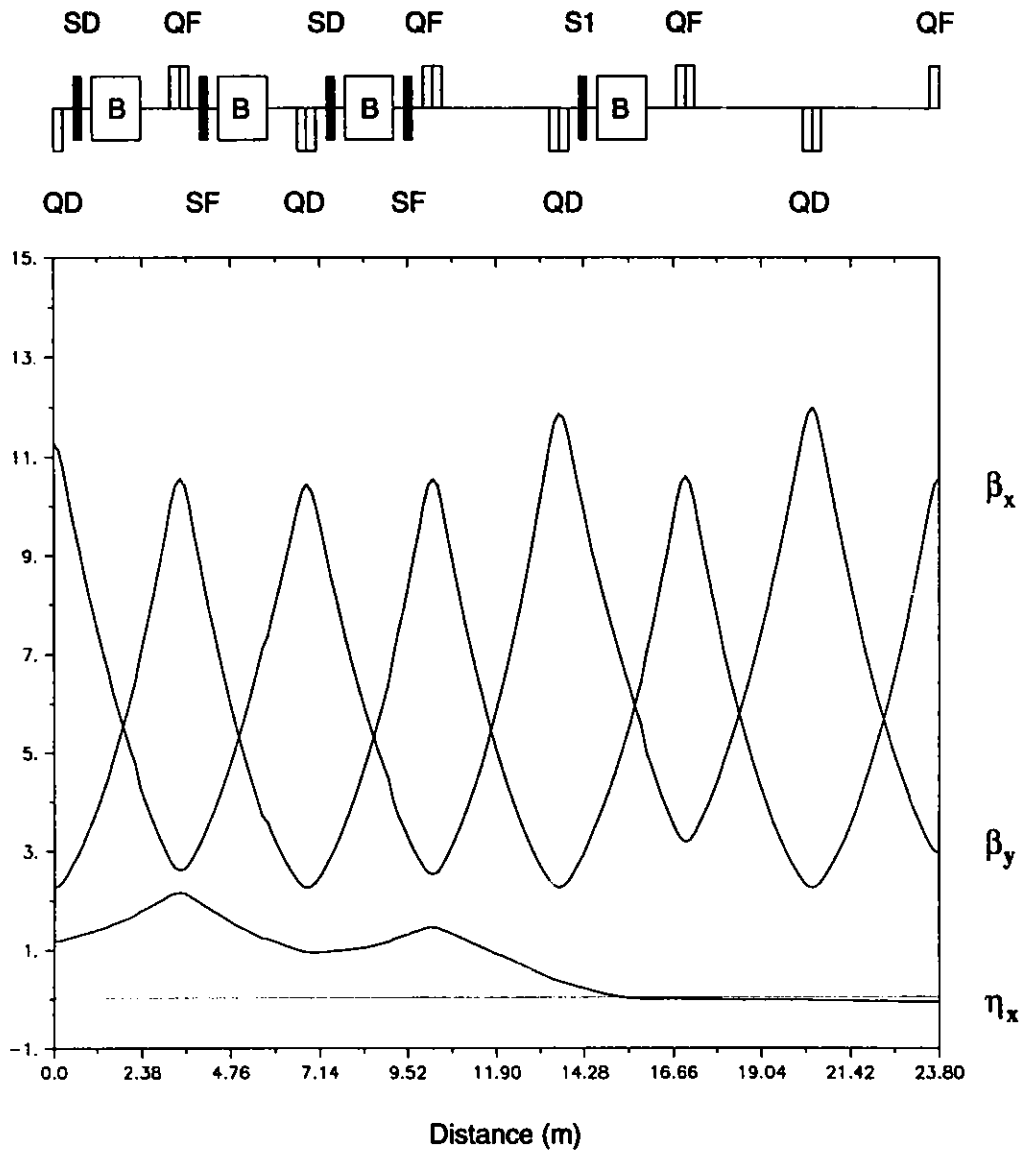 SD QF SD QF S1 QF QF
B B B B
QD SF QD SF QD QD
15.
13.
11.
9.
7.
5.
3.
1.
-1.
βx
βy
ηx
0.0 2.38 4.76 7.14 9.52 11.90 14.28 16.66 19.04 21.42 23.80
Distance (m)